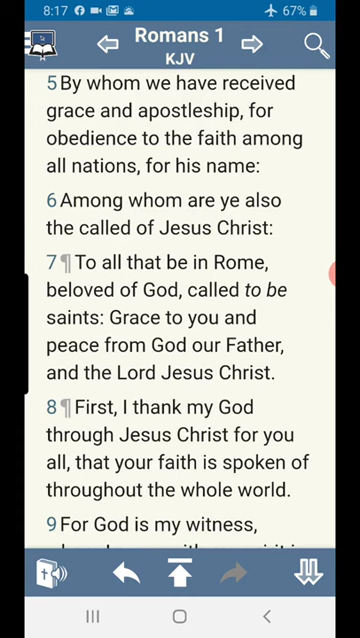 8:17
67%
Romans 1
KJV
5 By whom we have received
grace and apostleship, for
obedience to the faith among
all nations, for his name:
6 Among whom are ye also
the called of Jesus Christ:
7 ¶ To all that be in Rome,
beloved of God, called to be
saints: Grace to you and
peace from God our Father,
and the Lord Jesus Christ.
8 ¶ First, I thank my God
through Jesus Christ for you
all, that your faith is spoken of
throughout the whole world.
9 For God is my witness,